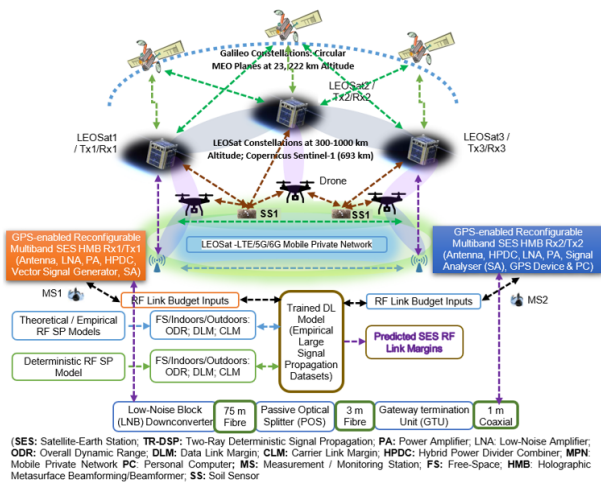 Galileo Constellations: Circular
MEO Planes at 23, 222 km Altitude
LEOSat2 /
Tx2/Rx2
LEOSat1
/ Tx1/Rx1
LEOSat Constellations at 300-1000 km
Altitude; Copernicus Sentinel-1 (693 km)
LEOSat3 /
Tx3/Rx3
Drone
SS1
SS1
GPS-enabled Reconfigurable
Multiband SES HMB Rx1/Tx1
(Antenna, LNA, PA, HPDC,
Vector Signal Generator, SA)
LEOSat -LTE/5G/6G Mobile Private Network
GPS-enabled Reconfigurable
Multiband SES HMB Rx2/Tx2
(Antenna, HPDC, LNA, PA, Signal
Analyser (SA), GPS Device & PC)
MS1
RF Link Budget Inputs
Trained DL
Model
(Empirical
Large
Signal
Propagation
Datasets)
RF Link Budget Inputs
MS2
Theoretical / Empirical
RF SP Models
FS/Indoors/Outdoors:
ODR; DLM; CLM
Predicted SES RF
Link Margins
Deterministic RF SP
Model
FS/Indoors/Outdoors:
ODR; DLM; CLM
Low-Noise Block
(LNB) Downconverter
75 m
Fibre
Passive Optical
Splitter (POS)
3 m
Fibre
Gateway termination
Unit (GTU)
1 m
Coaxial
(SES: Satellite-Earth Station; TR-DSP: Two-Ray Deterministic Signal Propagation; PA: Power Amplifier; LNA: Low-Noise Amplifier;
ODR: Overall Dynamic Range; DLM: Data Link Margin; CLM: Carrier Link Margin; HPDC: Hybrid Power Divider Combiner; MPN:
Mobile Private Network PC: Personal Computer; MS: Measurement / Monitoring Station; FS: Free-Space; HMB: Holographic
Metasurface Beamforming/Beamformer; SS: Soil Sensor